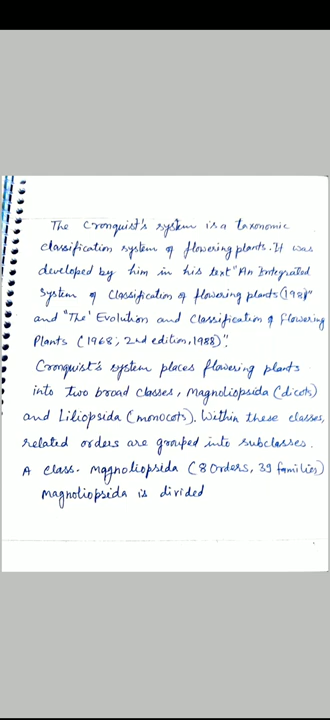 The Cronquist's system is a taxonomic
classification system of flowering plants. It was
developed by him in his text "An Integrated
System of Classification of flowering plants (1981"
and "The' Evolution and Classification of Flowering
Plants (1968; 2nd edition, 1988)".
Cronquist's system places flowering plants
into two broad classes, Magnoliopsida (dicots)
and Liliopsida (monocots). Within these classes,
related orders are grouped into subclasses.
A class. Magnoliopsida (8 Orders, 39 families)
Magnoliopsida is divided